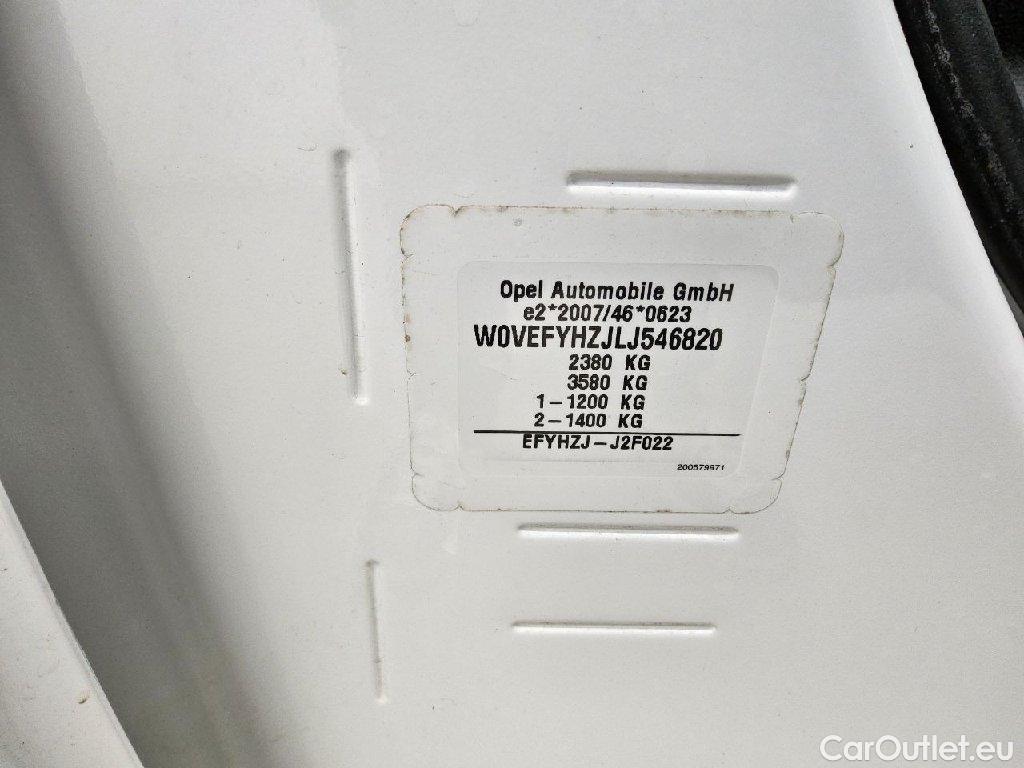 Opel Automobile GmbH
e2*2007/46*0623
W0VEFYHZJLJ546820
2380 KG
3580 KG
1-1200 KG
2-1400 KG
EFYHZJ-J2F022
200579871
CarOutlet.eu